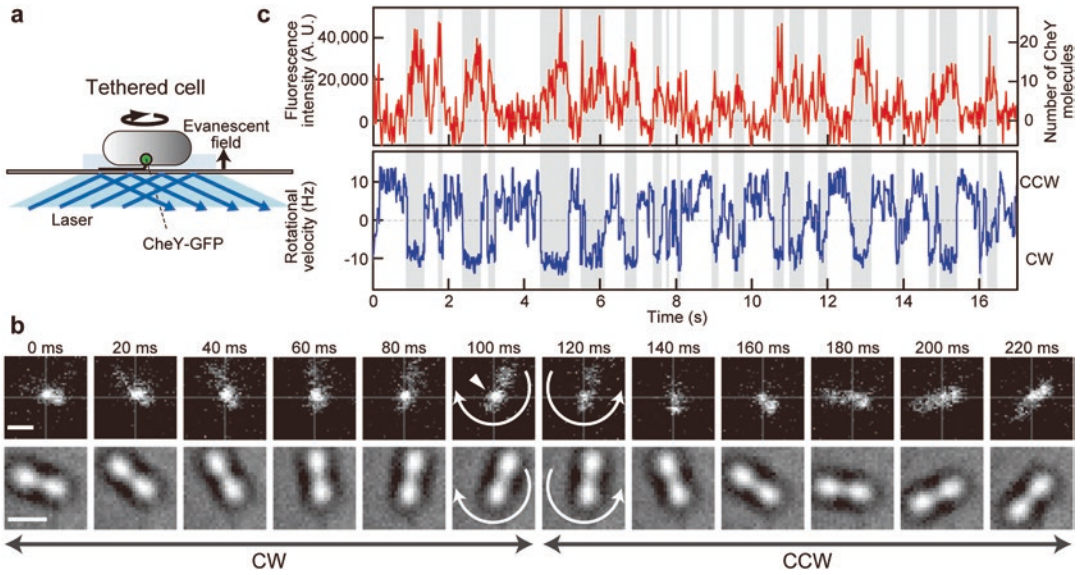 a
Tethered cell
Evanescent
field
Laser
CheY-GFP
c
Fluorescence
intensity (A. U.)
40,000
20,000
0
Number of CheY
molecules
20
10
0
Rotational
velocity (Hz)
10
0
-10
CCW
CW
0 2 4 6 8 10 12 14 16
Time (s)
b
0 ms 20 ms 40 ms 60 ms 80 ms 100 ms 120 ms 140 ms 160 ms 180 ms 200 ms 220 ms
CW CCW